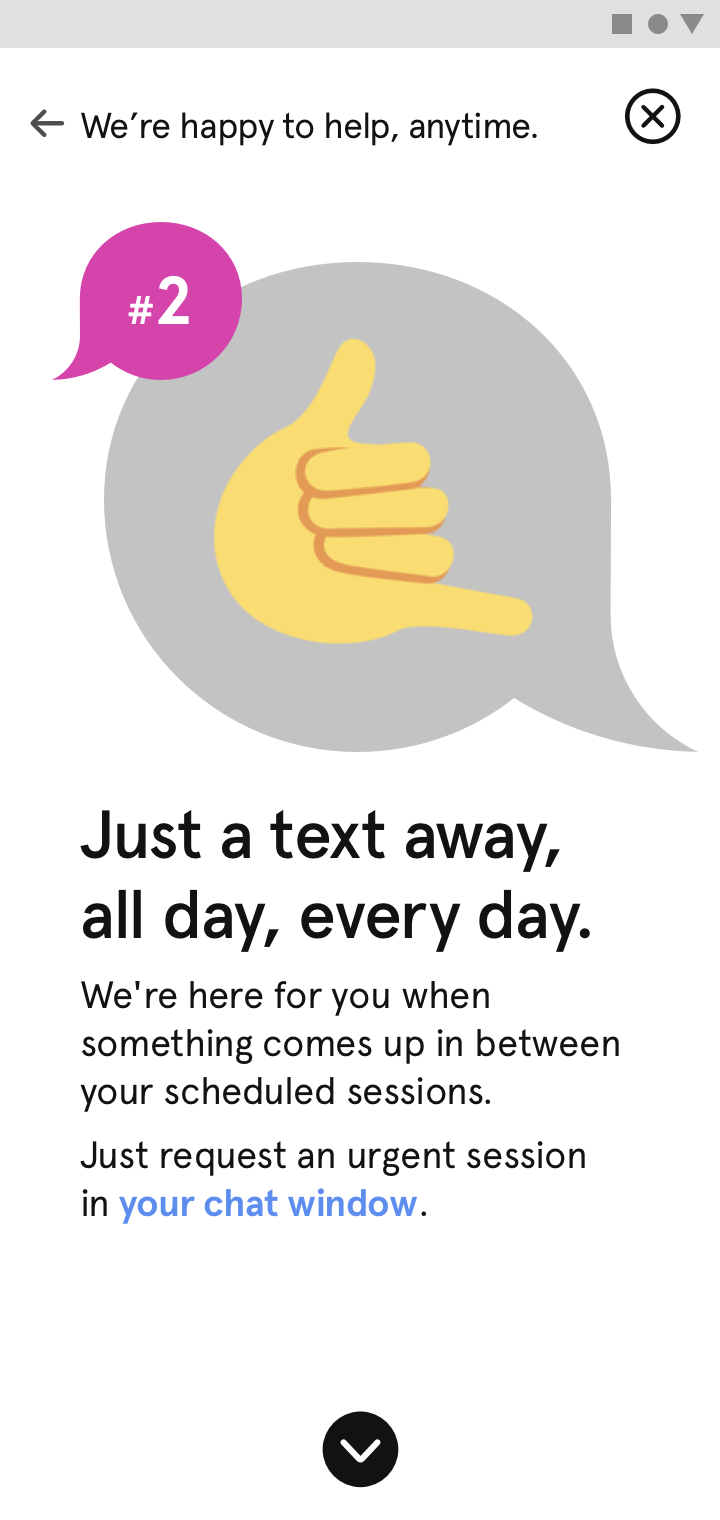 We’re happy to help, anytime.
#2
Just a text away,
all day, every day.
We're here for you when
something comes up in between
your scheduled sessions.
Just request an urgent session
in your chat window.